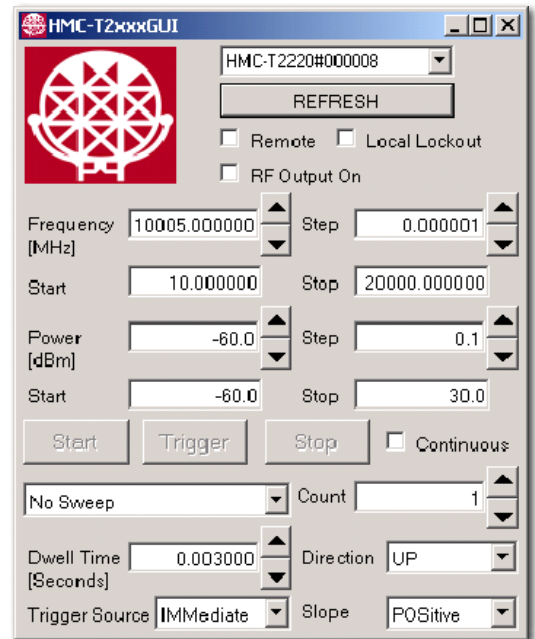 HMC-T2xxxGUI
HMC-T2220#000008
REFRESH
Remote Local Lockout
RF Output On
Frequency [MHz] 10005.000000 Step 0.000001
Start 10.000000 Stop 20000.000000
Power [dBm] -60.0 Step 0.1
Start -60.0 Stop 30.0
Start Trigger Stop Continuous
No Sweep Count 1
Dwell Time [Seconds] 0.003000 Direction UP
Trigger Source IMMediate Slope POSitive